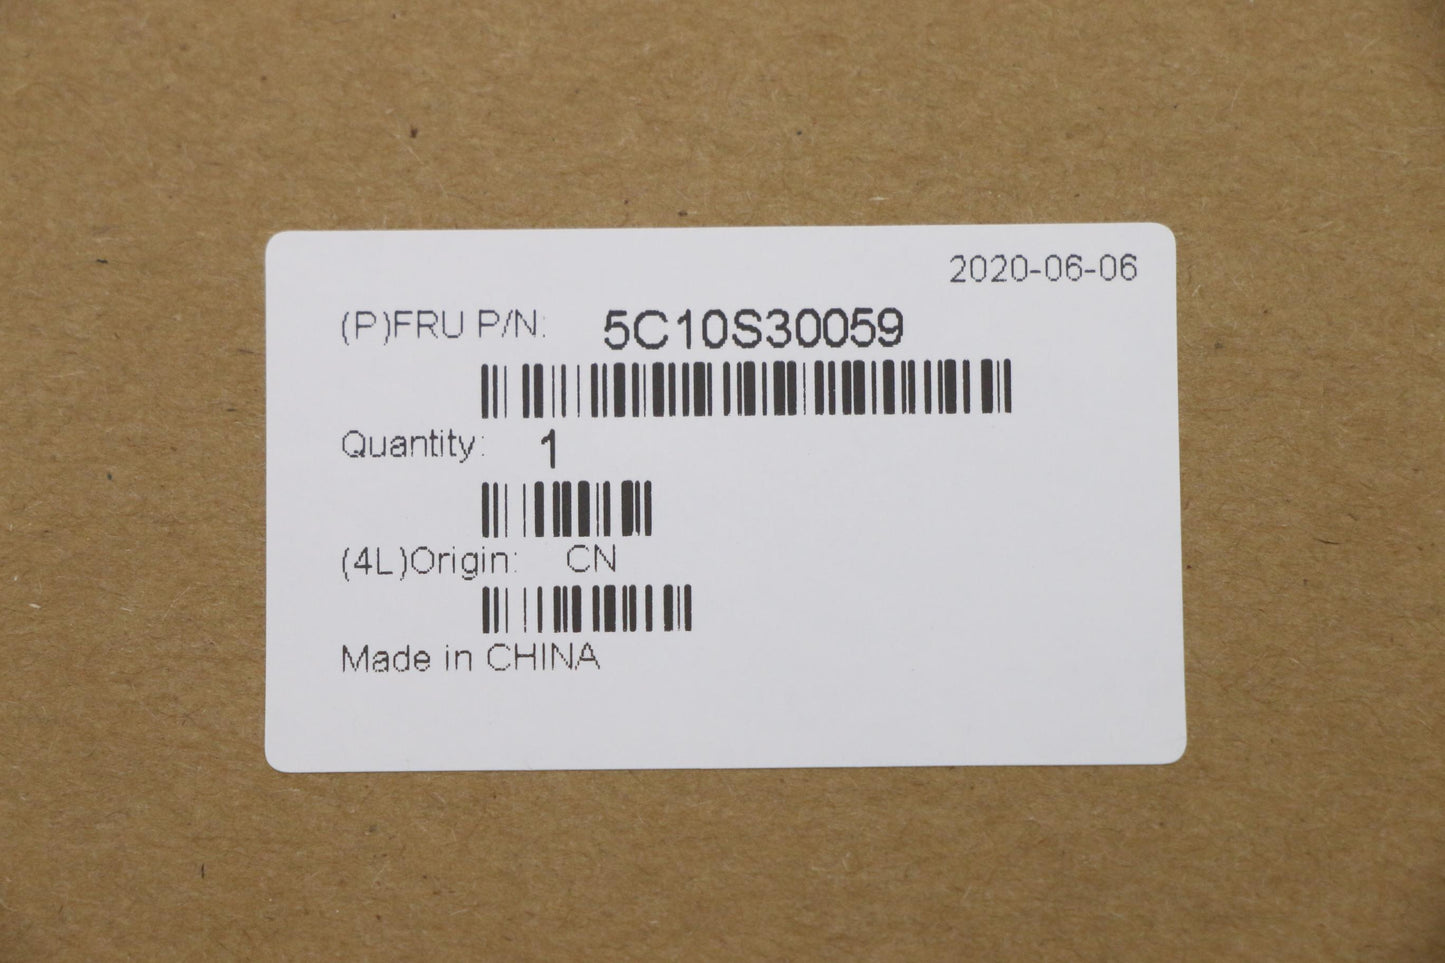 2020-06-06
(P)FRU P/N: 5C10S30059
Quantity: 1
(4L)Origin: CN
Made in CHINA